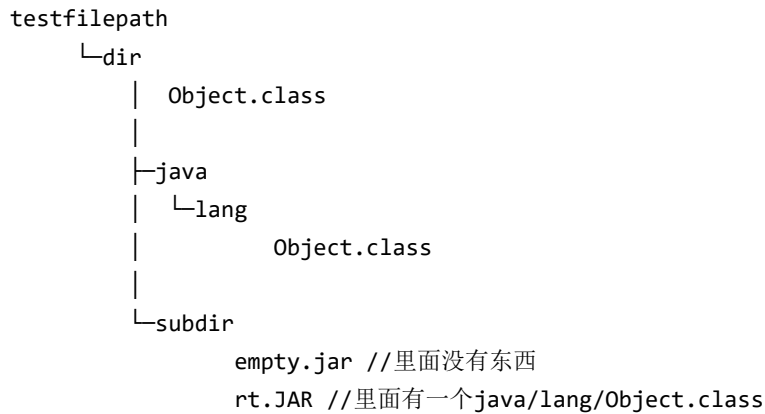 testfilepath
└─dir
│ Object.class
│
├─java
│ └─lang
│ Object.class
│
└─subdir
empty.jar //里面没有东西
rt.JAR //里面有一个java/lang/Object.class